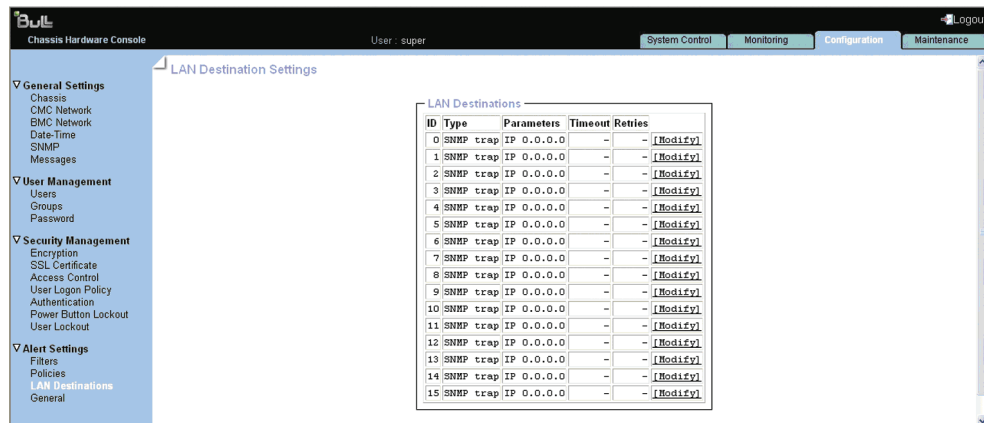 Bull
Logou
Chassis Hardware Console
User : super
System Control
Monitoring
Configuration
Maintenance
LAN Destination Settings
General Settings
Chassis
CMC Network
BMC Network
Date-Time
SNMP
Messages
User Management
Users
Groups
Password
Security Management
Encryption
SSL Certificate
Access Control
User Logon Policy
Authentication
Power Button Lockout
User Lockout
Alert Settings
Filters
Policies
LAN Destinations
General
LAN Destinations
ID Type Parameters Timeout Retries
0 SNMP trap IP 0.0.0.0 - - [Modify]
1 SNMP trap IP 0.0.0.0 - - [Modify]
2 SNMP trap IP 0.0.0.0 - - [Modify]
3 SNMP trap IP 0.0.0.0 - - [Modify]
4 SNMP trap IP 0.0.0.0 - - [Modify]
5 SNMP trap IP 0.0.0.0 - - [Modify]
6 SNMP trap IP 0.0.0.0 - - [Modify]
7 SNMP trap IP 0.0.0.0 - - [Modify]
8 SNMP trap IP 0.0.0.0 - - [Modify]
9 SNMP trap IP 0.0.0.0 - - [Modify]
10 SNMP trap IP 0.0.0.0 - - [Modify]
11 SNMP trap IP 0.0.0.0 - - [Modify]
12 SNMP trap IP 0.0.0.0 - - [Modify]
13 SNMP trap IP 0.0.0.0 - - [Modify]
14 SNMP trap IP 0.0.0.0 - - [Modify]
15 SNMP trap IP 0.0.0.0 - - [Modify]